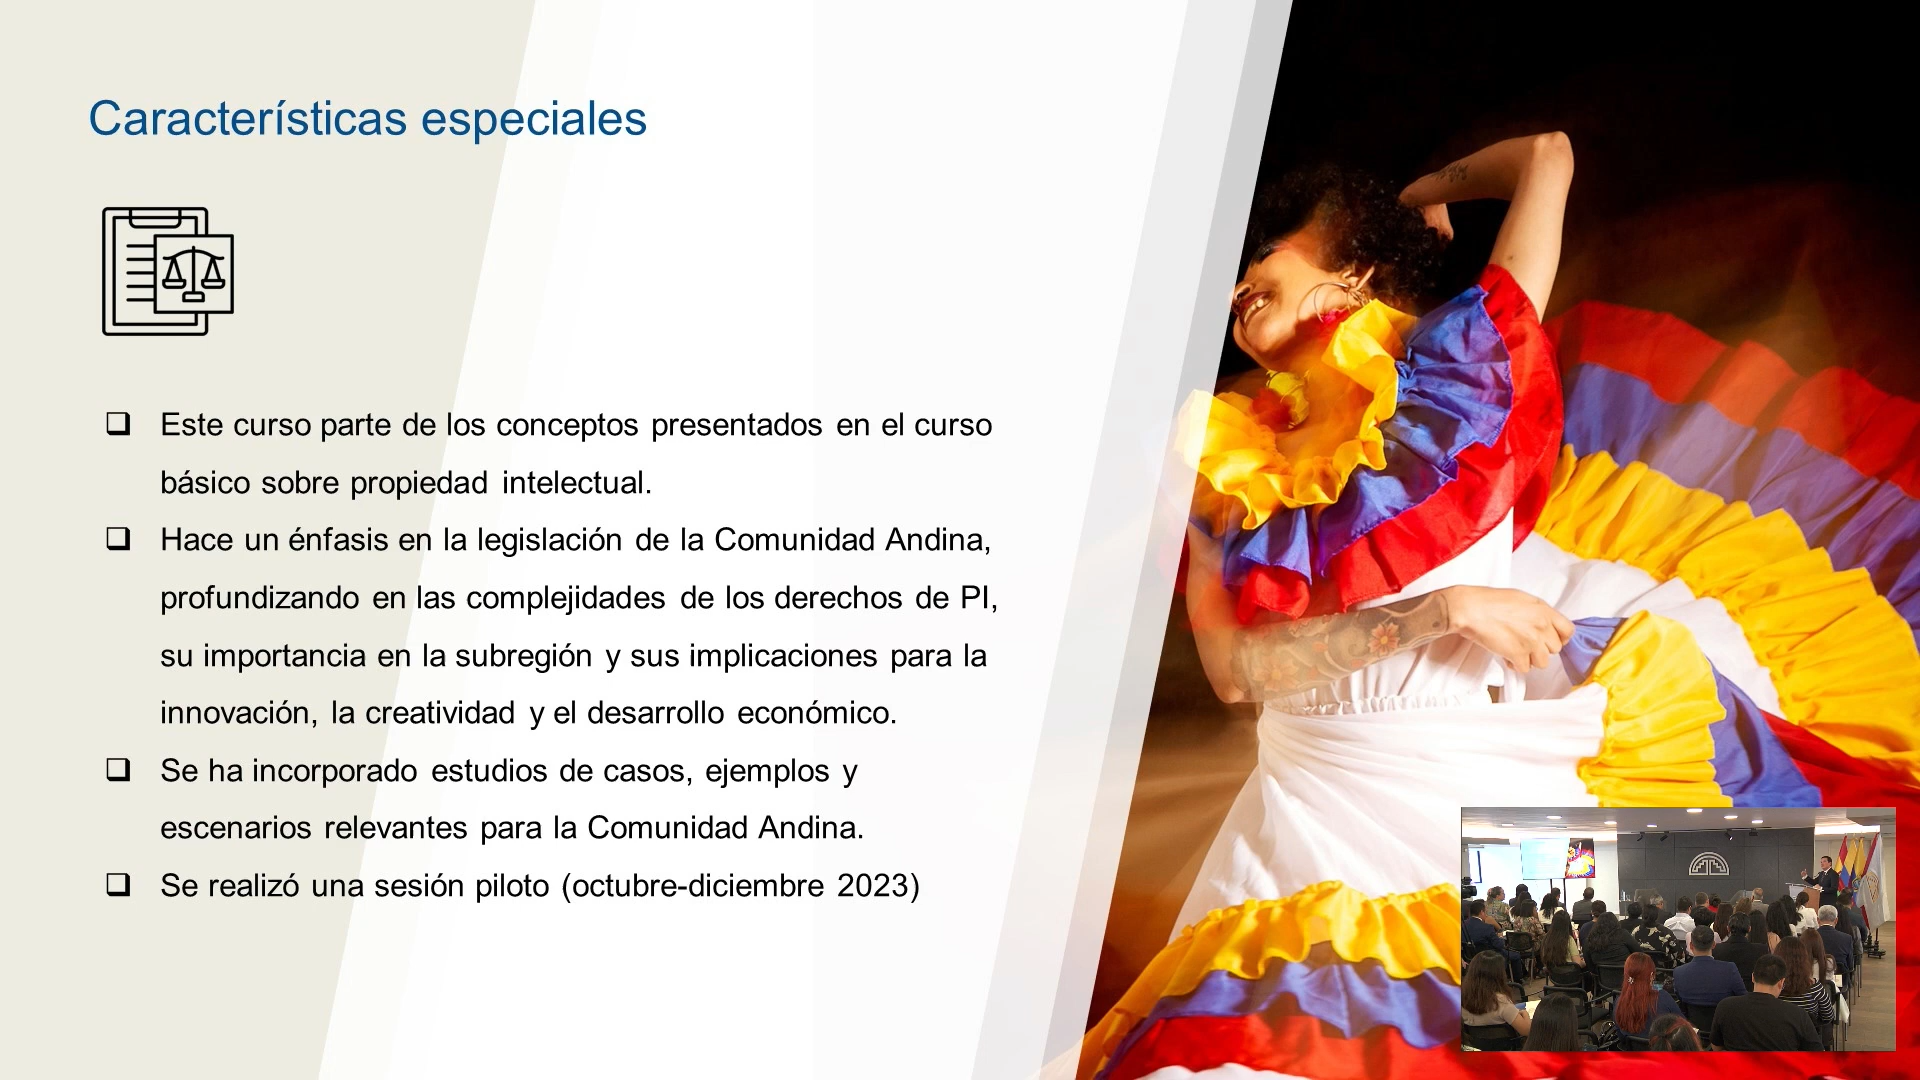 Características especiales
Este curso parte de los conceptos presentados en el curso
básico sobre propiedad intelectual.
Hace un énfasis en la legislación de la Comunidad Andina,
profundizando en las complejidades de los derechos de PI,
su importancia en la subregión y sus implicaciones para la
innovación, la creatividad y el desarrollo económico.
Se ha incorporado estudios de casos, ejemplos y
escenarios relevantes para la Comunidad Andina.
Se realizó una sesión piloto (octubre-diciembre 2023)